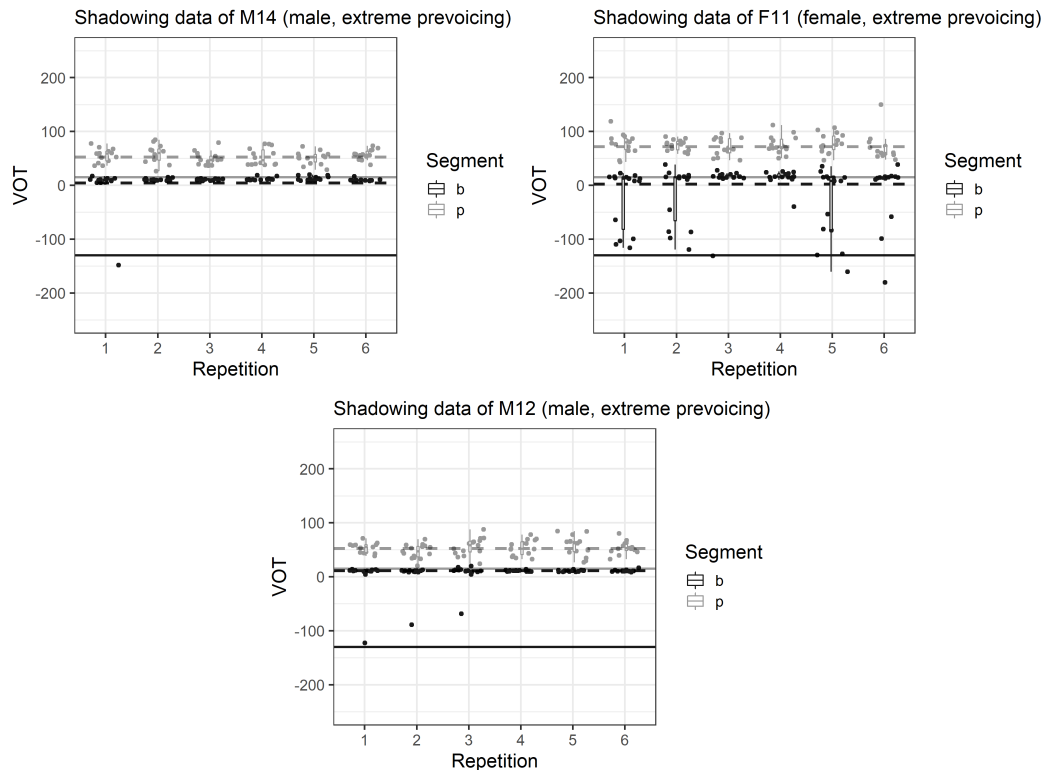 Shadowing data of M14 (male, extreme prevoicing)
VOT
200
100
0
-100
-200
1 2 3 4 5 6
Repetition
Segment
b
p
Shadowing data of F11 (female, extreme prevoicing)
VOT
200
100
0
-100
-200
1 2 3 4 5 6
Repetition
Segment
b
p
Shadowing data of M12 (male, extreme prevoicing)
VOT
200
100
0
-100
-200
1 2 3 4 5 6
Repetition
Segment
b
p